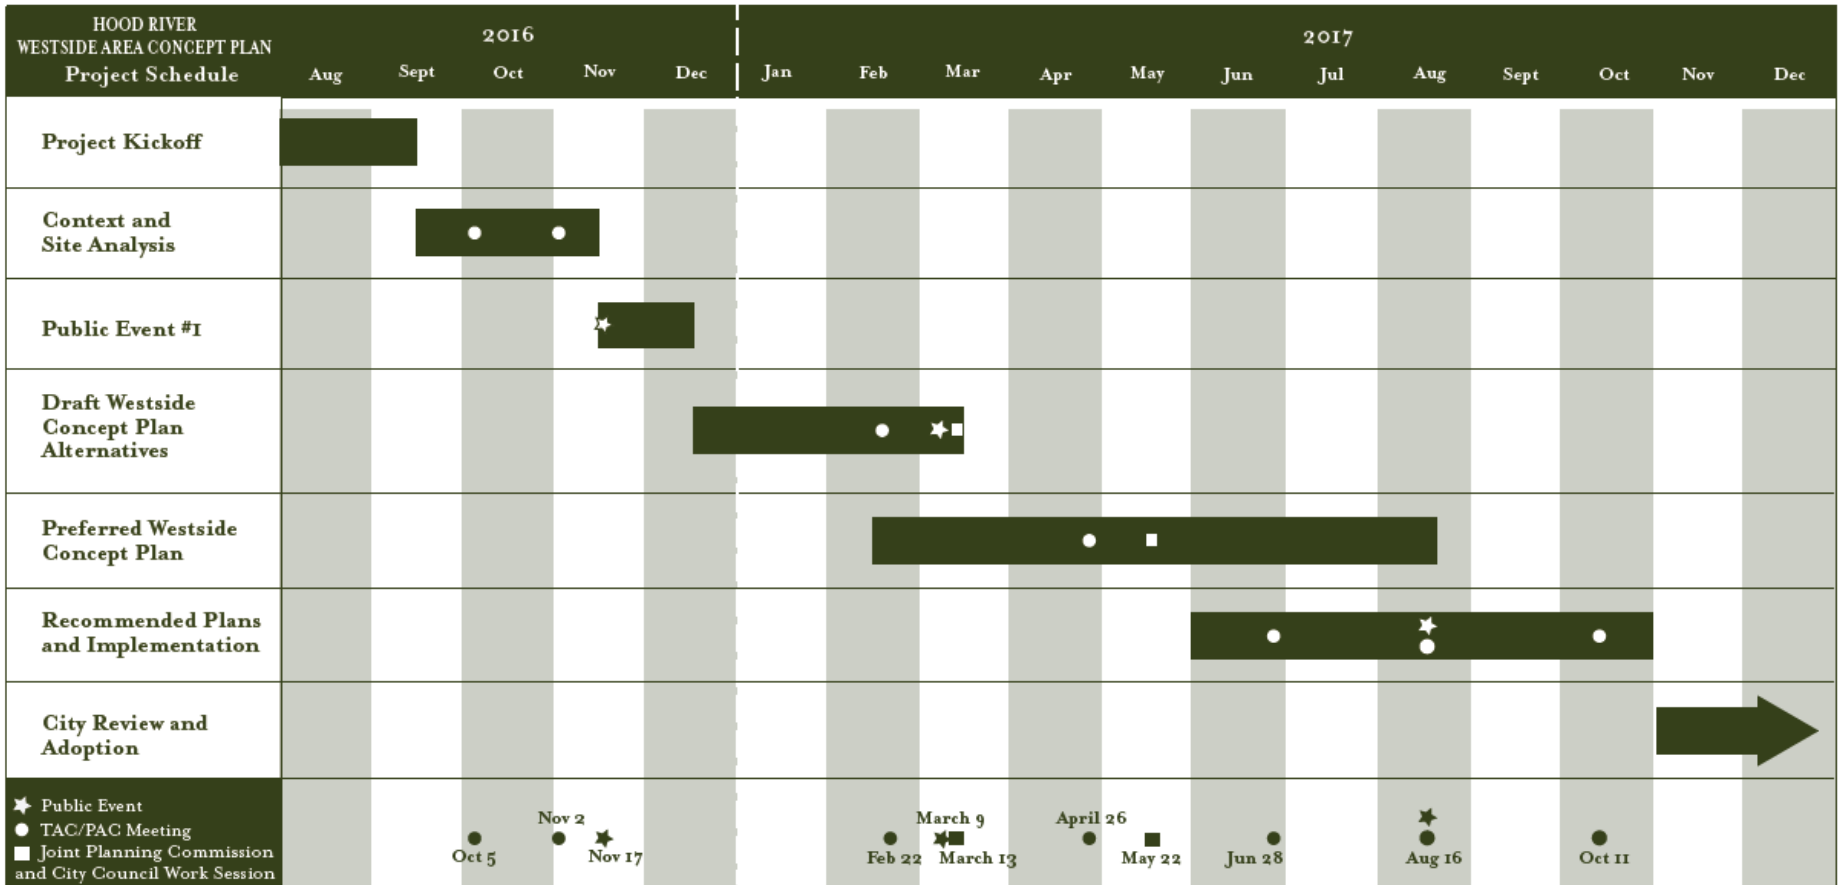 HOOD RIVER
WESTSIDE AREA CONCEPT PLAN
Project Schedule
2016
2017
Aug Sept Oct Nov Dec Jan Feb Mar Apr May Jun Jul Aug Sept Oct Nov Dec
Project Kickoff
Context and
Site Analysis
Public Event #1
Draft Westside
Concept Plan
Alternatives
Preferred Westside
Concept Plan
Recommended Plans
and Implementation
City Review and
Adoption
Public Event
TAC/PAC Meeting
Joint Planning Commission
and City Council Work Session
Nov 2 March 9 April 26
Oct 5 Nov 17 Feb 22 March 13 May 22 Jun 28 Aug 16 Oct 11